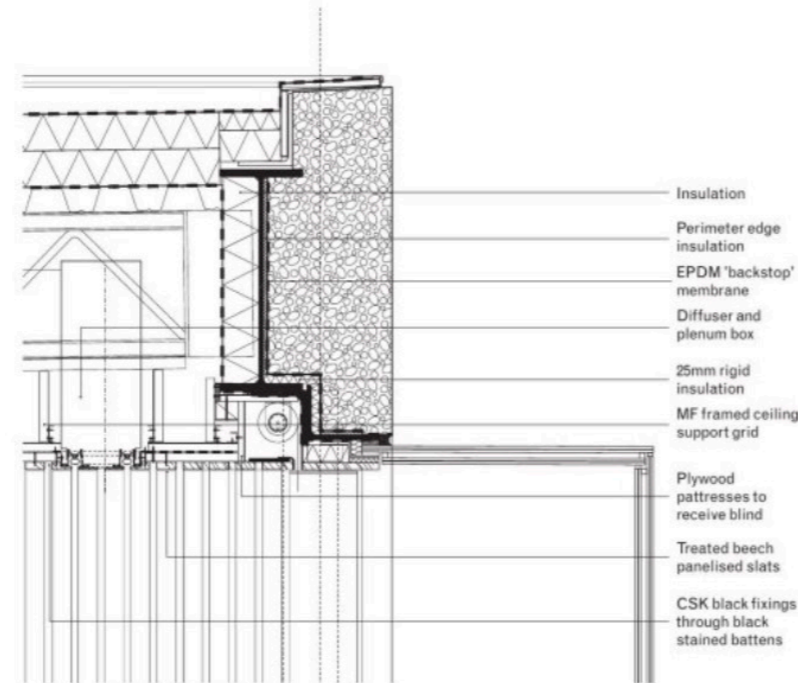 Insulation
Perimeter edge
insulation
EPDM 'backstop'
membrane
Diffuser and
plenum box
25mm rigid
insulation
MF framed ceiling
support grid
Plywood
pattresses to
receive blind
Treated beech
panelised slats
CSK black fixings
through black
stained battens